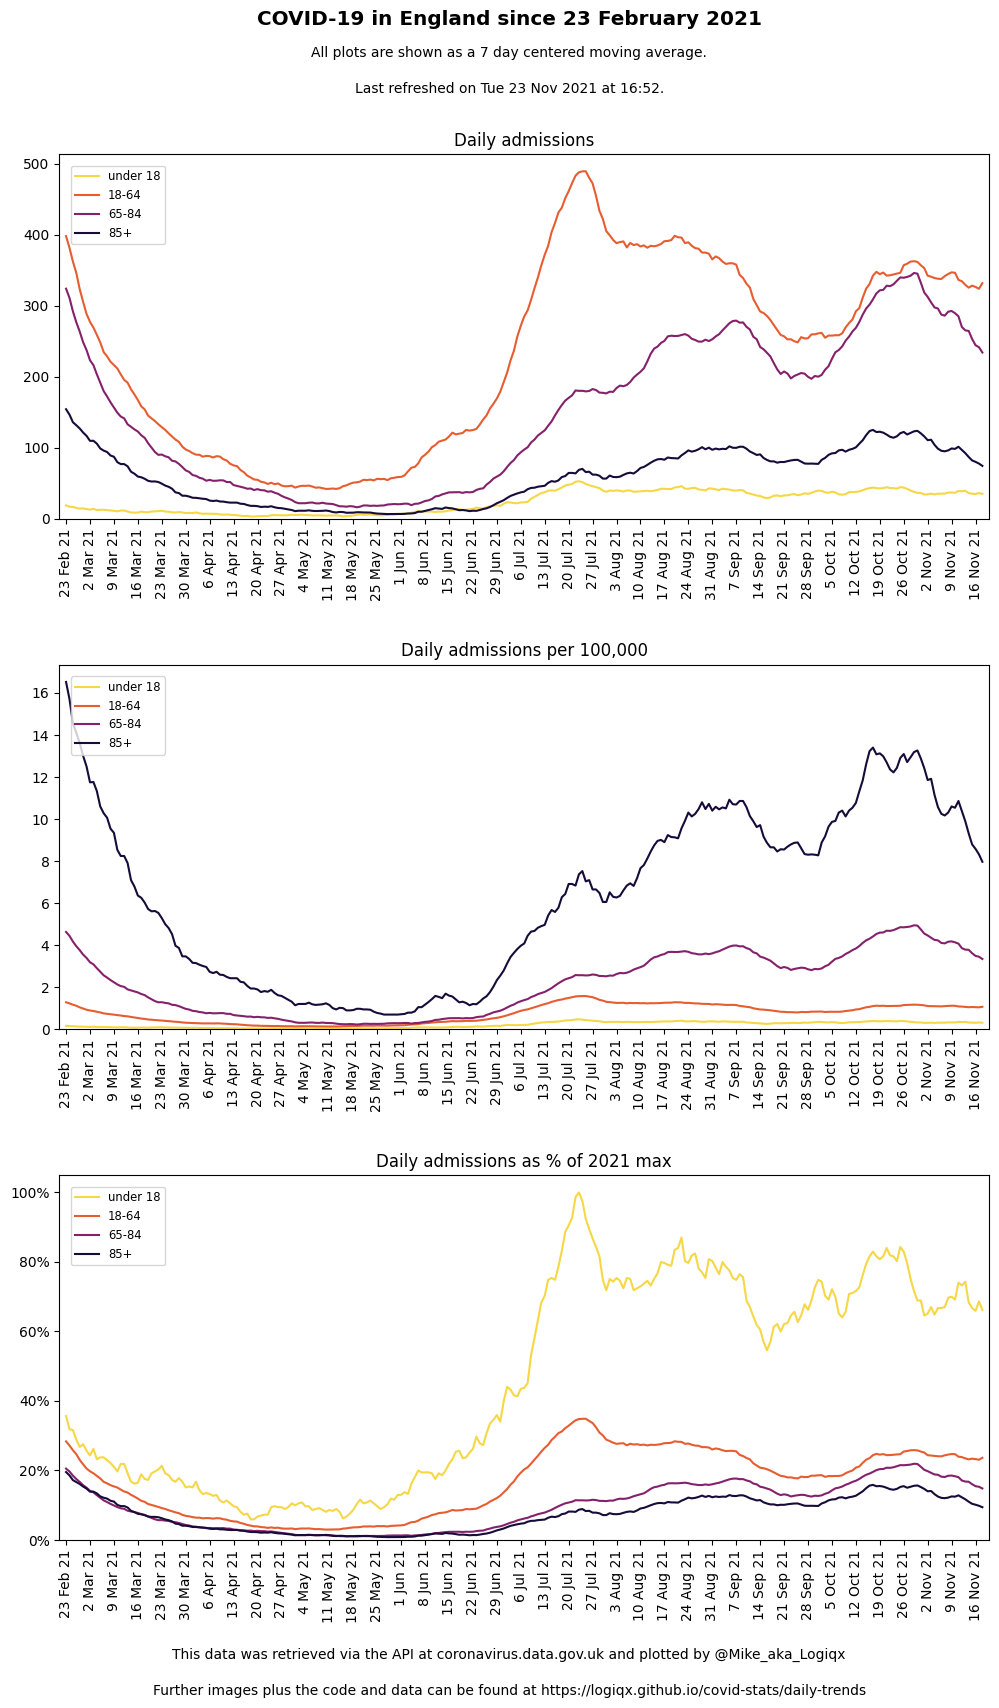 COVID-19 in England since 23 February 2021
All plots are shown as a 7 day centered moving average.
Last refreshed on Tue 23 Nov 2021 at 16:52.
Daily admissions
500
400
300
200
100
0
under 18
18-64
65-84
85+
23 Feb 21
2 Mar 21
9 Mar 21
16 Mar 21
23 Mar 21
30 Mar 21
6 Apr 21
13 Apr 21
20 Apr 21
27 Apr 21
4 May 21
11 May 21
18 May 21
25 May 21
1 Jun 21
8 Jun 21
15 Jun 21
22 Jun 21
29 Jun 21
6 Jul 21
13 Jul 21
20 Jul 21
27 Jul 21
3 Aug 21
10 Aug 21
17 Aug 21
24 Aug 21
31 Aug 21
7 Sep 21
14 Sep 21
21 Sep 21
28 Sep 21
5 Oct 21
12 Oct 21
19 Oct 21
26 Oct 21
2 Nov 21
9 Nov 21
16 Nov 21
Daily admissions per 100,000
16
14
12
10
8
6
4
2
0
under 18
18-64
65-84
85+
23 Feb 21
2 Mar 21
9 Mar 21
16 Mar 21
23 Mar 21
30 Mar 21
6 Apr 21
13 Apr 21
20 Apr 21
27 Apr 21
4 May 21
11 May 21
18 May 21
25 May 21
1 Jun 21
8 Jun 21
15 Jun 21
22 Jun 21
29 Jun 21
6 Jul 21
13 Jul 21
20 Jul 21
27 Jul 21
3 Aug 21
10 Aug 21
17 Aug 21
24 Aug 21
31 Aug 21
7 Sep 21
14 Sep 21
21 Sep 21
28 Sep 21
5 Oct 21
12 Oct 21
19 Oct 21
26 Oct 21
2 Nov 21
9 Nov 21
16 Nov 21
Daily admissions as % of 2021 max
100%
80%
60%
40%
20%
0%
under 18
18-64
65-84
85+
23 Feb 21
2 Mar 21
9 Mar 21
16 Mar 21
23 Mar 21
30 Mar 21
6 Apr 21
13 Apr 21
20 Apr 21
27 Apr 21
4 May 21
11 May 21
18 May 21
25 May 21
1 Jun 21
8 Jun 21
15 Jun 21
22 Jun 21
29 Jun 21
6 Jul 21
13 Jul 21
20 Jul 21
27 Jul 21
3 Aug 21
10 Aug 21
17 Aug 21
24 Aug 21
31 Aug 21
7 Sep 21
14 Sep 21
21 Sep 21
28 Sep 21
5 Oct 21
12 Oct 21
19 Oct 21
26 Oct 21
2 Nov 21
9 Nov 21
16 Nov 21
This data was retrieved via the API at coronavirus.data.gov.uk and plotted by @Mike_aka_Logiqx
Further images plus the code and data can be found at https://logiqx.github.io/covid-stats/daily-trends